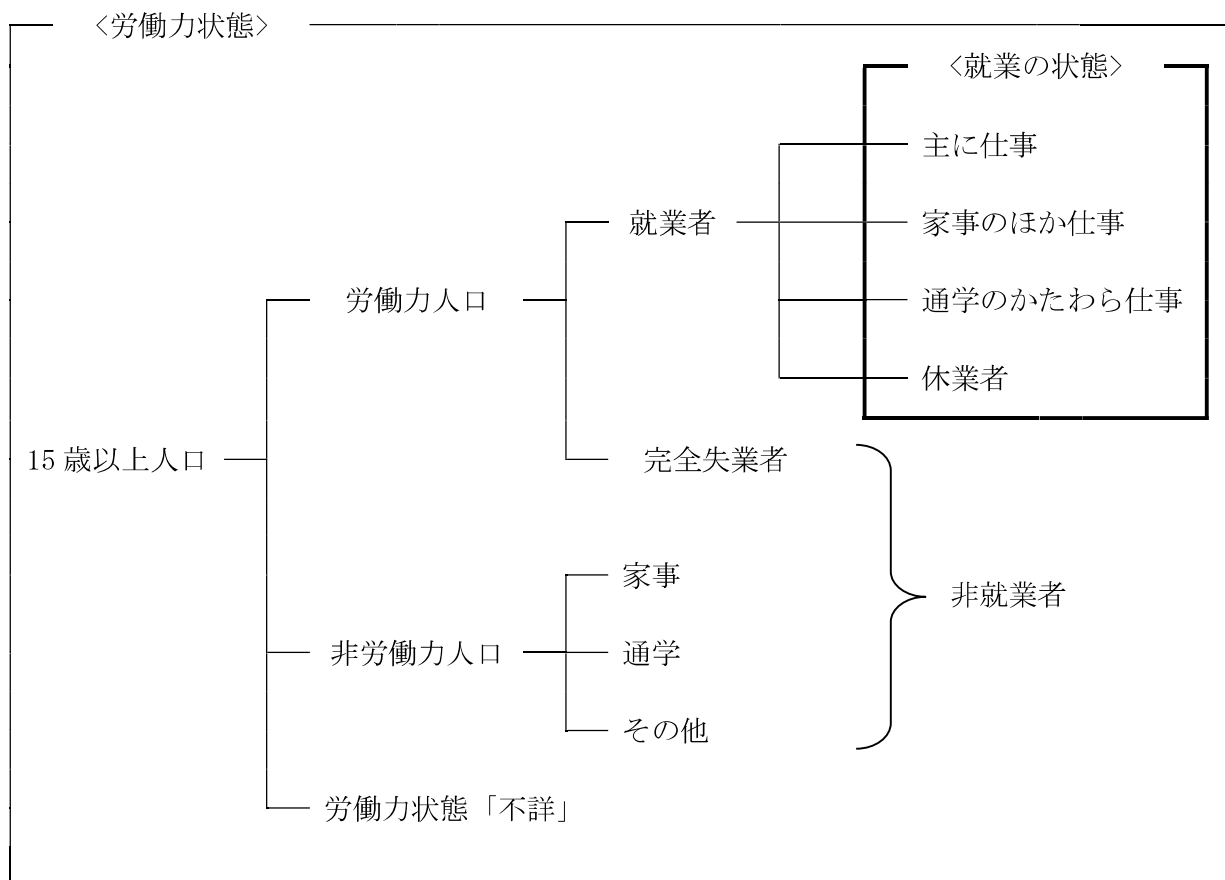 <労働力状態>
<就業の状態>
主に仕事
就業者
家事のほか仕事
労働力人口
通学のかたわら仕事
休業者
15歳以上人口
完全失業者
家事
非就業者
非労働力人口
通学
その他
労働力状態「不詳」